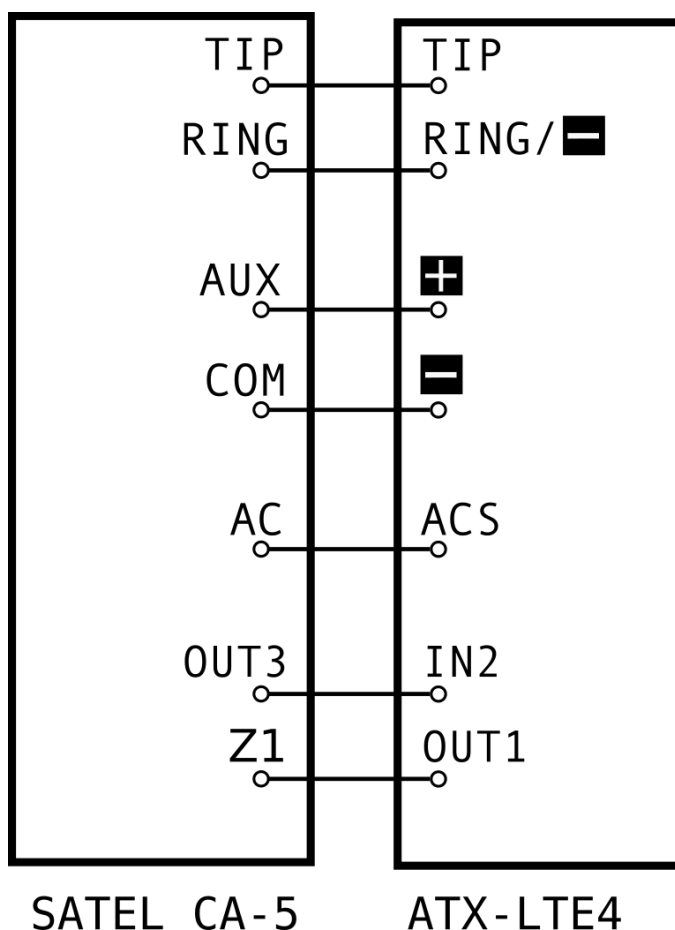 TIP TIP
RING RING/-
AUX +
COM -
AC ACS
OUT3 IN2
Z1 OUT1
SATEL CA-5 ATX-LTE4